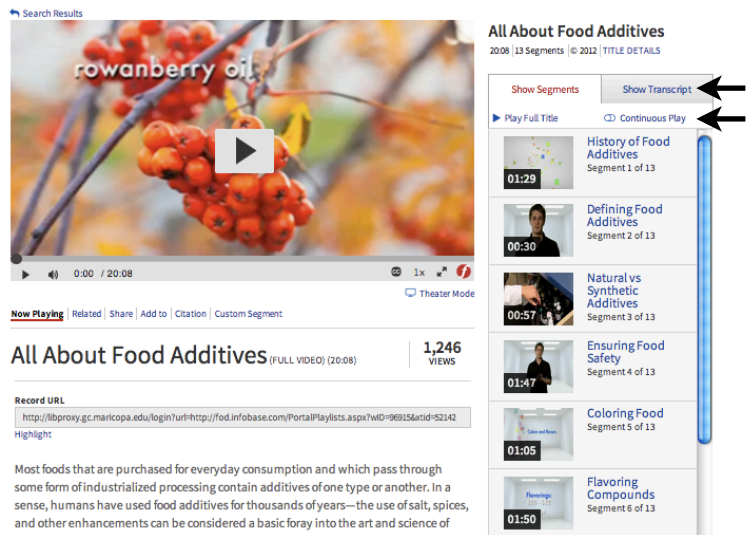 Search Results
rowanberry oil
0:00 / 20:08
CC 1x
Theater Mode
Now Playing Related Share Add to Citation Custom Segment
All About Food Additives (FULL VIDEO) (20:08)
1,246
VIEWS
Record URL
http://libproxy.gc.maricopa.edu/login?url=http://fod.infobase.com/PortalPlaylists.aspx?wID=96915&xtid=52142
Highlight
Most foods that are purchased for everyday consumption and which pass through
some form of industrialized processing contain additives of one type or another. In a
sense, humans have used food additives for thousands of years—the use of salt, spices,
and other enhancements can be considered a basic foray into the art and science of
All About Food Additives
20:08 13 Segments © 2012 TITLE DETAILS
Show Segments Show Transcript
Play Full Title Continuous Play
History of Food
Additives
Segment 1 of 13
01:29
Defining Food
Additives
Segment 2 of 13
00:30
Natural vs
Synthetic
Additives
Segment 3 of 13
00:57
Ensuring Food
Safety
Segment 4 of 13
01:47
Coloring Food
Segment 5 of 13
Colors and Flavors
01:05
Flavoring
Compounds
Segment 6 of 13
Flavorings:
01:50